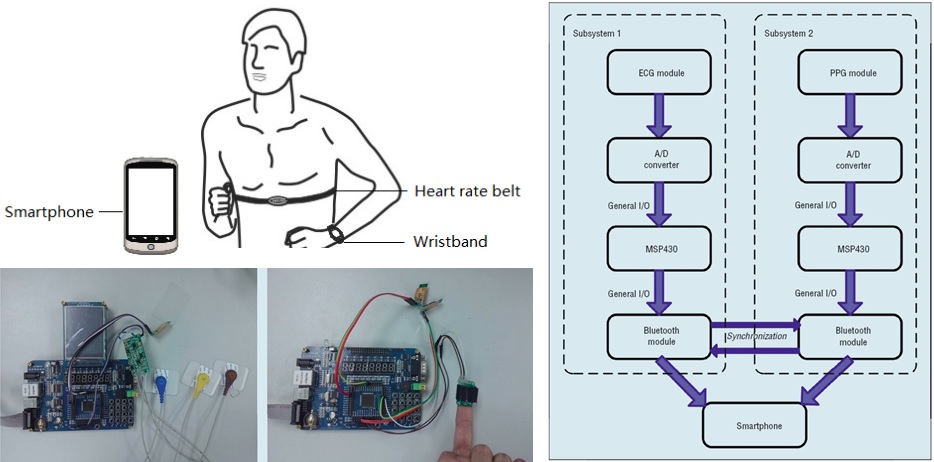 Smartphone
Heart rate belt
Wristband
Subsystem 1
Subsystem 2
ECG module
PPG module
A/D
converter
A/D
converter
General I/O
General I/O
MSP430
MSP430
General I/O
General I/O
Bluetooth
module
Synchronization
Bluetooth
module
Smartphone